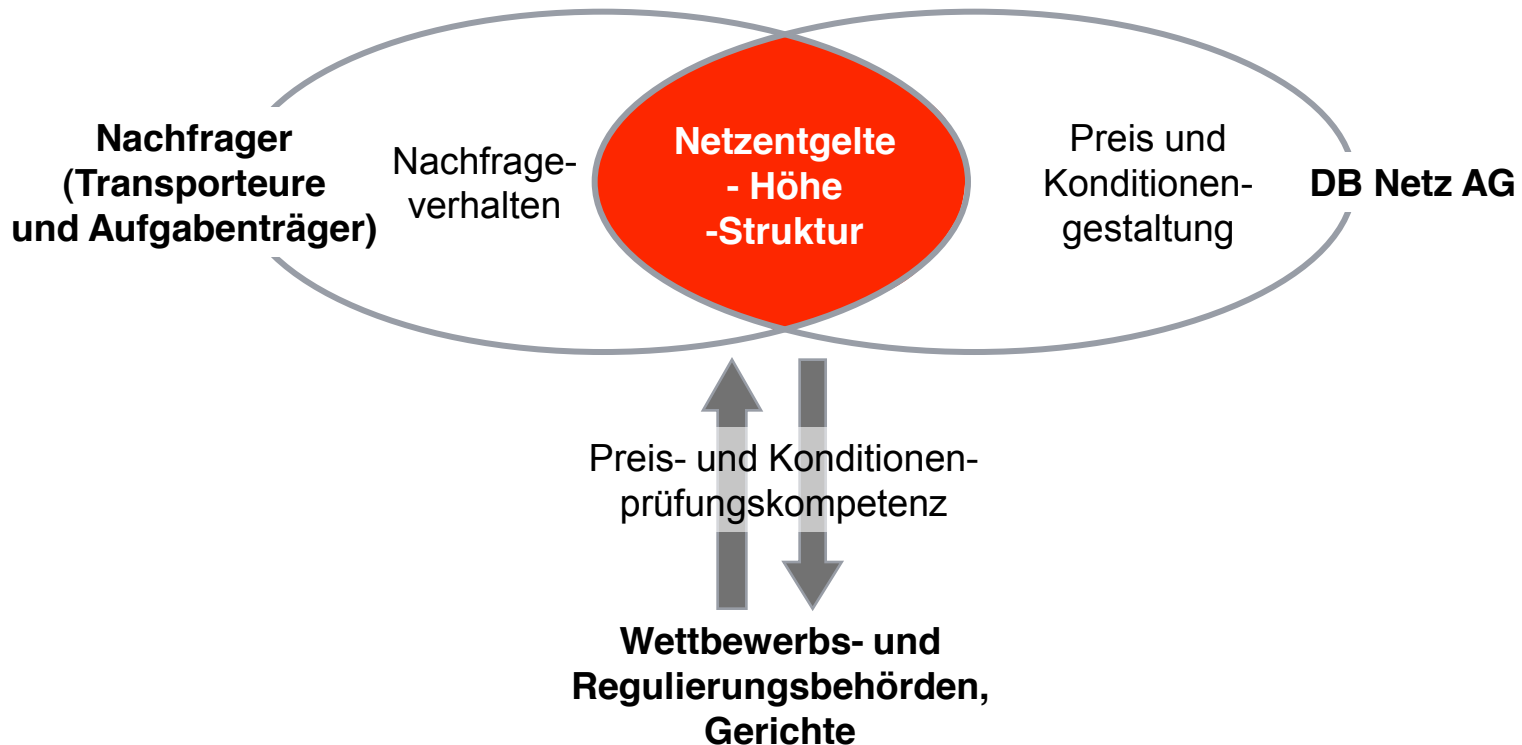 Nachfrager
(Transporteure
und Aufgabenträger)
Nachfrage-
verhalten
Netzentgelte
- Höhe
-Struktur
Preis und
Konditionen-
gestaltung
DB Netz AG
Preis- und Konditionen-
prüfungskompetenz
Wettbewerbs- und
Regulierungsbehörden,
Gerichte